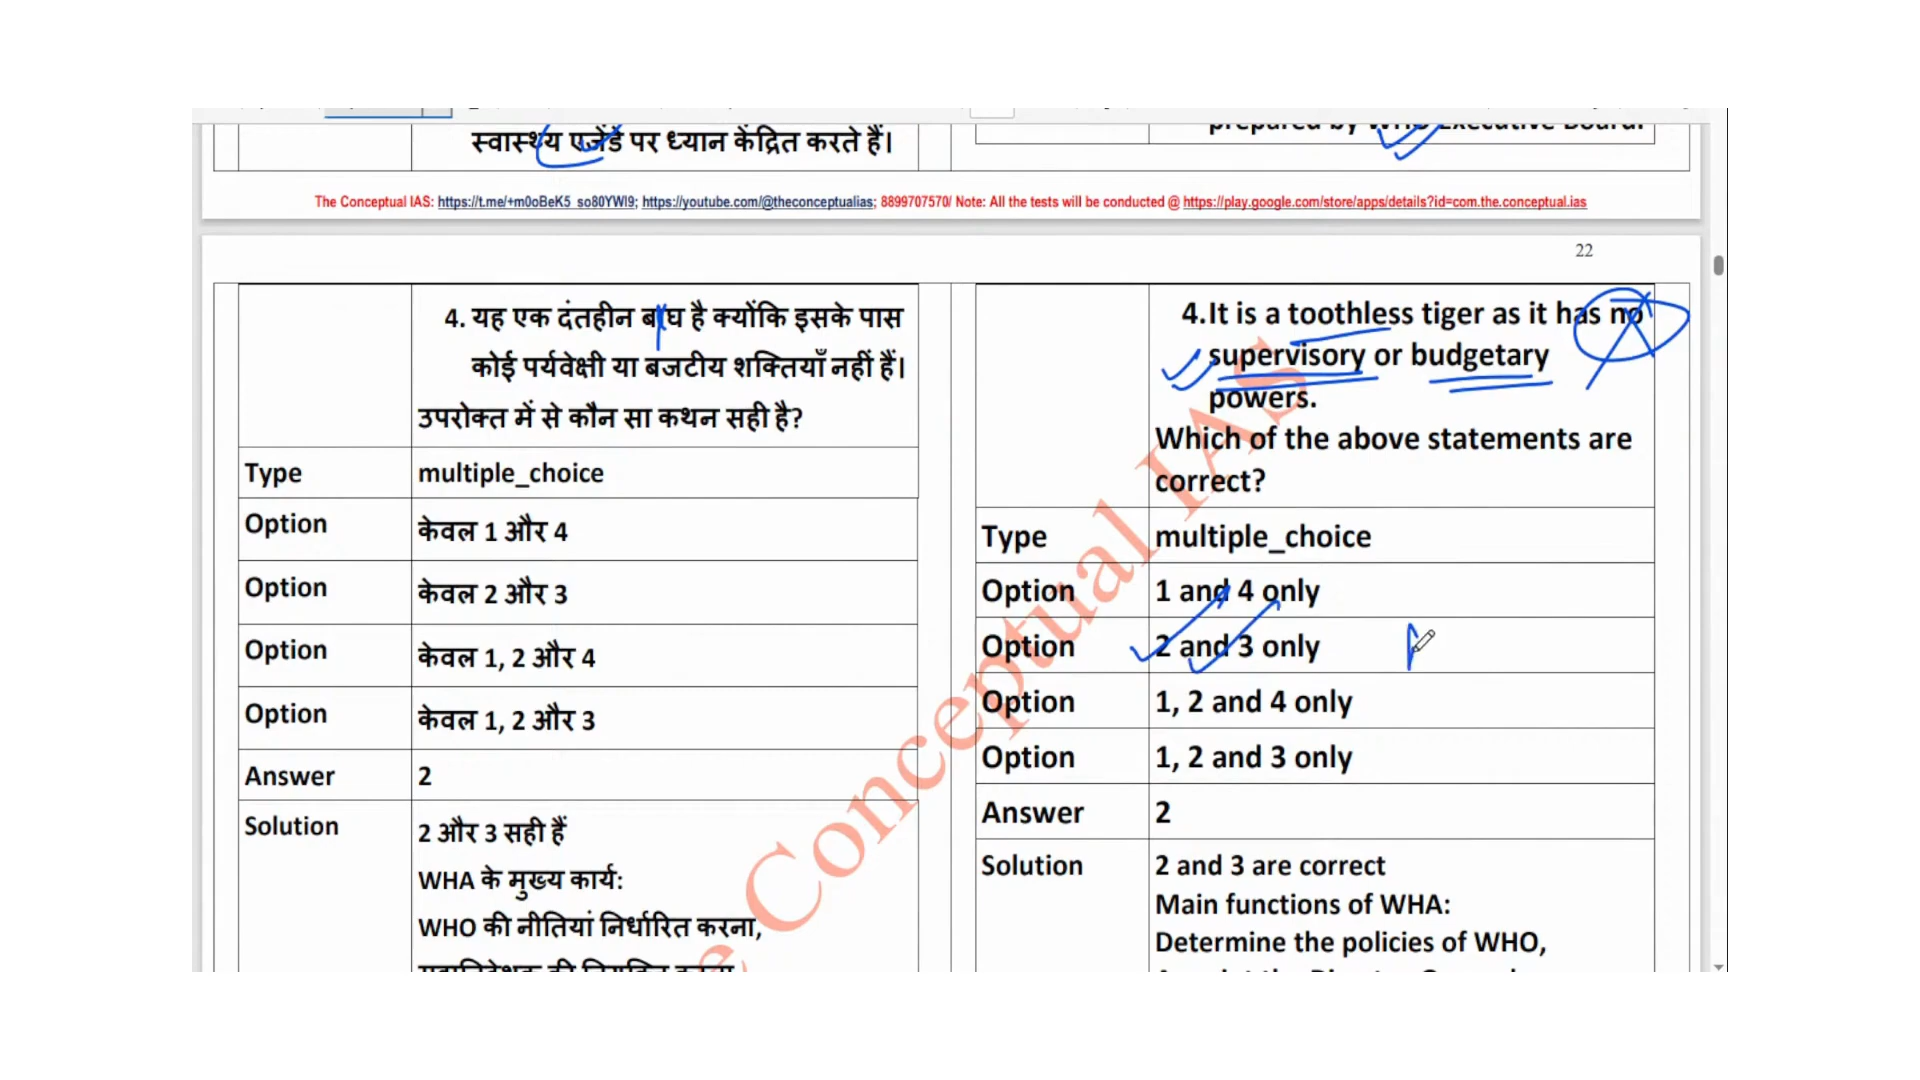 स्वास्थ्य एजेंडे पर ध्यान केंद्रित करते हैं।
prepared by WHO Executive Board.
The Conceptual IAS: https://t.me/+m0oBeK5_so80YWI9; https://youtube.com/@theconceptualias; 8899707570/ Note: All the tests will be conducted @ https://play.google.com/store/apps/details?id=com.the.conceptual.ias
22
4. यह एक दंतहीन बाघ है क्योंकि इसके पास
कोई पर्यवेक्षी या बजटीय शक्तियाँ नहीं हैं।
उपरोक्त में से कौन सा कथन सही है?
Type multiple_choice
Option केवल 1 और 4
Option केवल 2 और 3
Option केवल 1, 2 और 4
Option केवल 1, 2 और 3
Answer 2
Solution 2 और 3 सही हैं
WHA के मुख्य कार्य:
WHO की नीतियां निर्धारित करना,
4.It is a toothless tiger as it has no
supervisory or budgetary
powers.
Which of the above statements are
correct?
Type multiple_choice
Option 1 and 4 only
Option 2 and 3 only
Option 1, 2 and 4 only
Option 1, 2 and 3 only
Answer 2
Solution 2 and 3 are correct
Main functions of WHA:
Determine the policies of WHO,
e Conceptual IAS